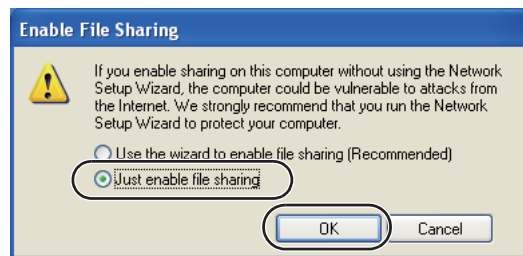 Enable File Sharing
If you enable sharing on this computer without using the Network
Setup Wizard, the computer could be vulnerable to attacks from
the Internet. We strongly recommend that you run the Network
Setup Wizard to protect your computer.
Use the wizard to enable file sharing (Recommended)
Just enable file sharing
OK Cancel